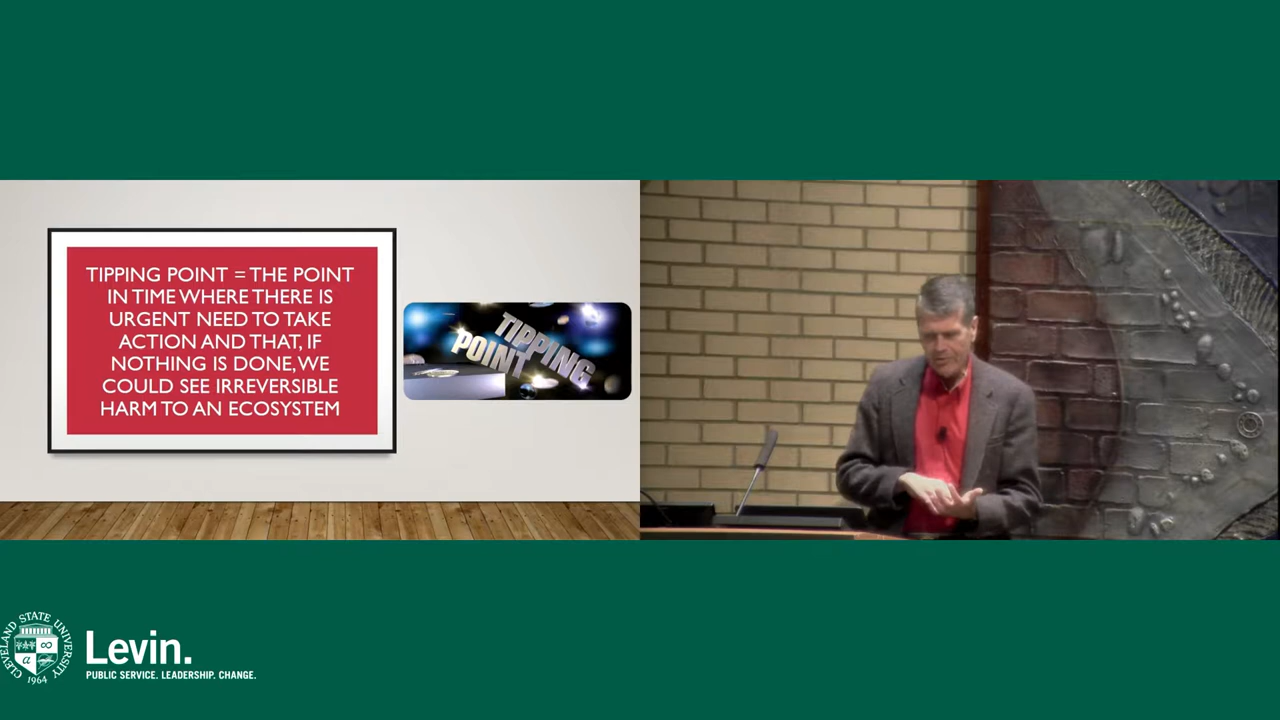 TIPPING POINT = THE POINT
IN TIME WHERE THERE IS
URGENT NEED TO TAKE
ACTION AND THAT, IF
NOTHING IS DONE, WE
COULD SEE IRREVERSIBLE
HARM TO AN ECOSYSTEM
TIPPING
POINT
CLEVELAND STATE UNIVERSITY
1964
Levin.
PUBLIC SERVICE. LEADERSHIP. CHANGE.